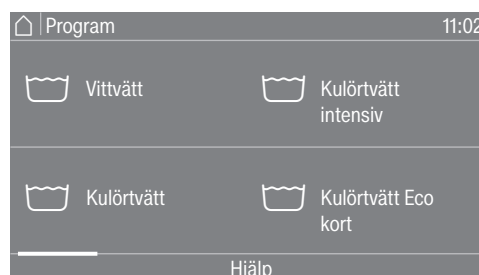 Program 11:02
Vittvätt
Kulörtvätt
intensiv
Kulörtvätt
Kulörtvätt Eco
kort
Hjälp